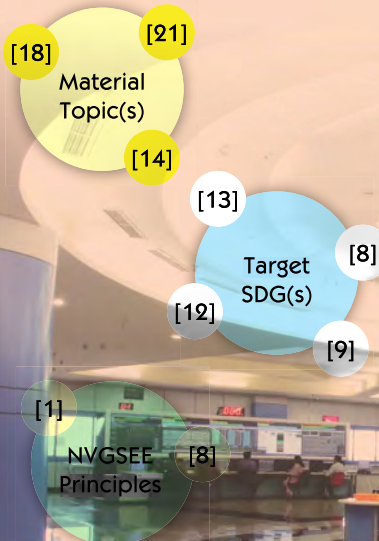 [18]
[21]
Material
Topic(s)
[14]
[13]
[8]
Target
SDG(s)
[12]
[9]
[1]
NVGSEE
[8]
Principles